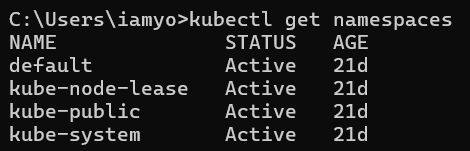 C:\Users\iamyo>kubectl get namespaces
NAME STATUS AGE
default Active 21d
kube-node-lease Active 21d
kube-public Active 21d
kube-system Active 21d